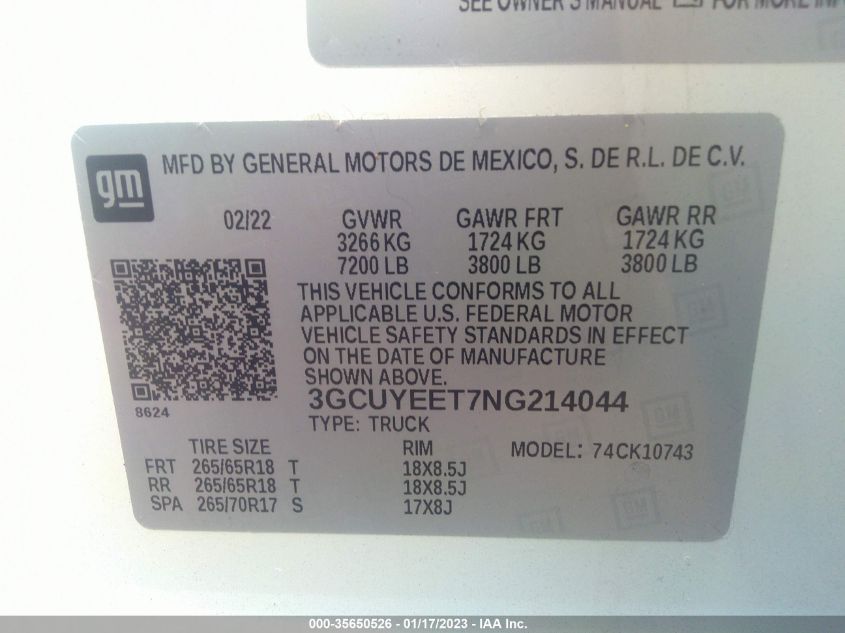 SEE OWNER'S MANUAL FOR MORE INFO
MFD BY GENERAL MOTORS DE MEXICO, S. DE R.L. DE C.V.
gm
02/22 GVWR GAWR FRT GAWR RR
3266 KG 1724 KG 1724 KG
7200 LB 3800 LB 3800 LB
THIS VEHICLE CONFORMS TO ALL
APPLICABLE U.S. FEDERAL MOTOR
VEHICLE SAFETY STANDARDS IN EFFECT
ON THE DATE OF MANUFACTURE
SHOWN ABOVE.
8624
3GCUYEET7NG214044
TYPE: TRUCK
TIRE SIZE RIM MODEL: 74CK10743
FRT 265/65R18 T 18X8.5J
RR 265/65R18 T 18X8.5J
SPA 265/70R17 S 17X8J
000-35650526 - 01/17/2023 - IAA Inc.